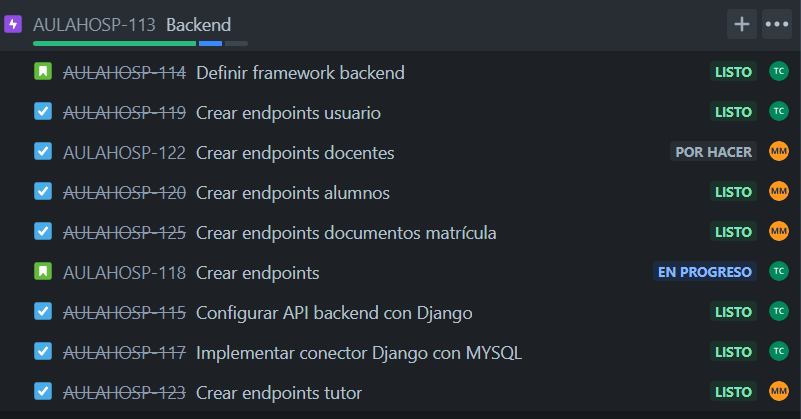 AULAHOSP-113 Backend
AULAHOSP-114 Definir framework backend LISTO TC
AULAHOSP-119 Crear endpoints usuario LISTO TC
AULAHOSP-122 Crear endpoints docentes POR HACER MM
AULAHOSP-120 Crear endpoints alumnos LISTO MM
AULAHOSP-125 Crear endpoints documentos matrícula LISTO MM
AULAHOSP-118 Crear endpoints EN PROGRESO TC
AULAHOSP-115 Configurar API backend con Django LISTO TC
AULAHOSP-117 Implementar conector Django con MYSQL LISTO TC
AULAHOSP-123 Crear endpoints tutor LISTO MM